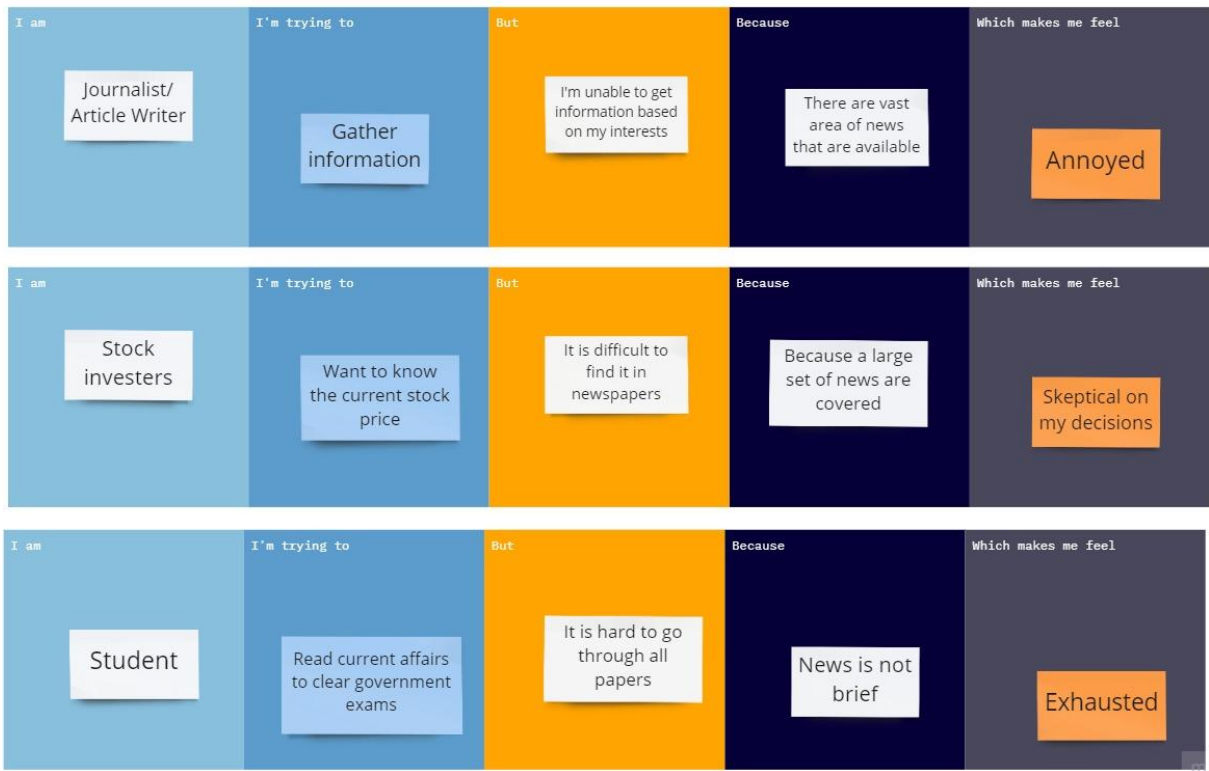 I am
I'm trying to
But
Because
Which makes me feel
Journalist/
Article Writer
Gather
information
I'm unable to get
information based
on my interests
There are vast
area of news
that are available
Annoyed
I am
I'm trying to
But
Because
Which makes me feel
Stock
investers
Want to know
the current stock
price
It is difficult to
find it in
newspapers
Because a large
set of news are
covered
Skeptical on
my decisions
I am
I'm trying to
But
Because
Which makes me feel
Student
Read current affairs
to clear government
exams
It is hard to go
through all
papers
News is not
brief
Exhausted